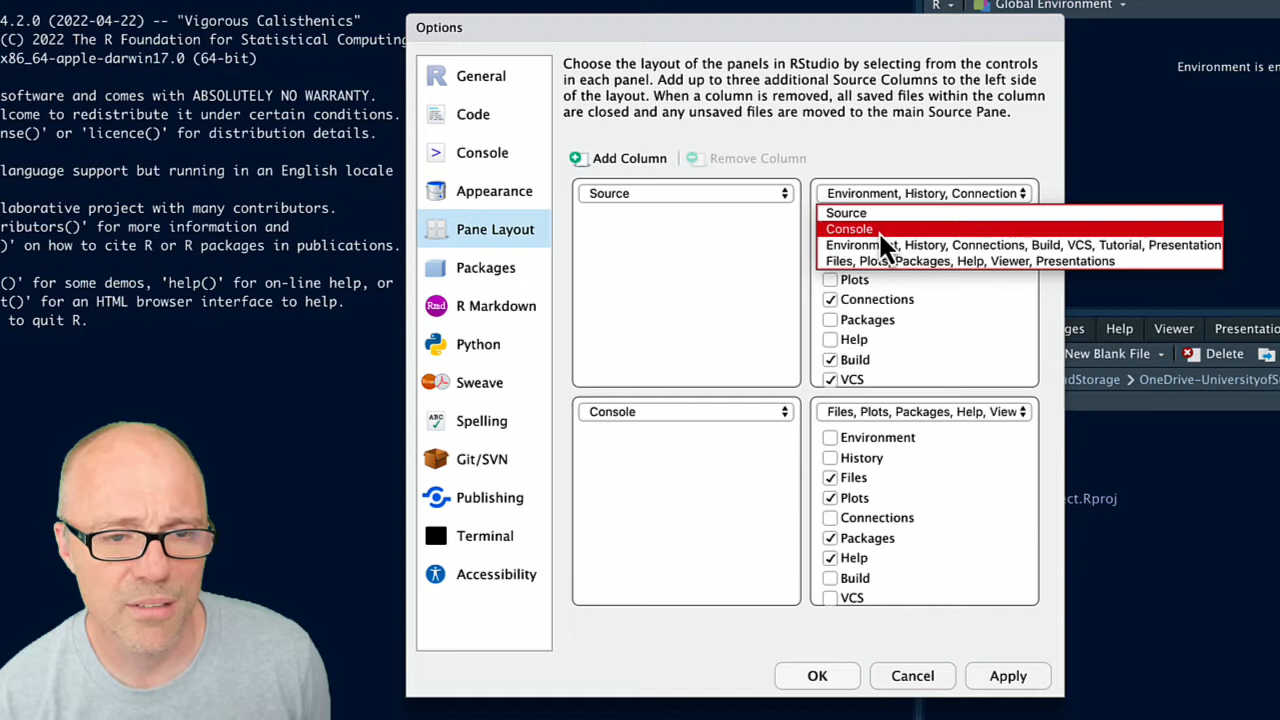 4.2.0 (2022-04-22) -- "Vigorous Calisthenics"
(C) 2022 The R Foundation for Statistical Computing
x86_64-apple-darwin17.0 (64-bit)
software and comes with ABSOLUTELY NO WARRANTY.
lcome to redistribute it under certain conditions.
nse()' or 'licence()' for distribution details.
language support but running in an English locale
laborative project with many contributors.
ributors()' for more information and
)' on how to cite R or R packages in publications.
()' for some demos, 'help()' for on-line help, or
t()' for an HTML browser interface to help.
to quit R.
Options
General
Code
Console
Appearance
Pane Layout
Packages
Rmd R Markdown
Python
Sweave
ABC Spelling
Git/SVN
Publishing
Terminal
Accessibility
Choose the layout of the panels in RStudio by selecting from the controls
in each panel. Add up to three additional Source Columns to the left side
of the layout. When a column is removed, all saved files within the column
are closed and any unsaved files are moved to the main Source Pane.
Add Column Remove Column
Source
Environment, History, Connection
Source
Console
Environment, History, Connections, Build, VCS, Tutorial, Presentation
Files, Plots, Packages, Help, Viewer, Presentations
Plots
Connections
Packages
Help
Build
VCS
Console
Files, Plots, Packages, Help, View
Environment
History
Files
Plots
Connections
Packages
Help
Build
VCS
OK Cancel Apply
R Global Environment
Environment is en
ges Help Viewer Presentatio
New Blank File Delete
udStorage OneDrive-UniversityofS
ect.Rproj